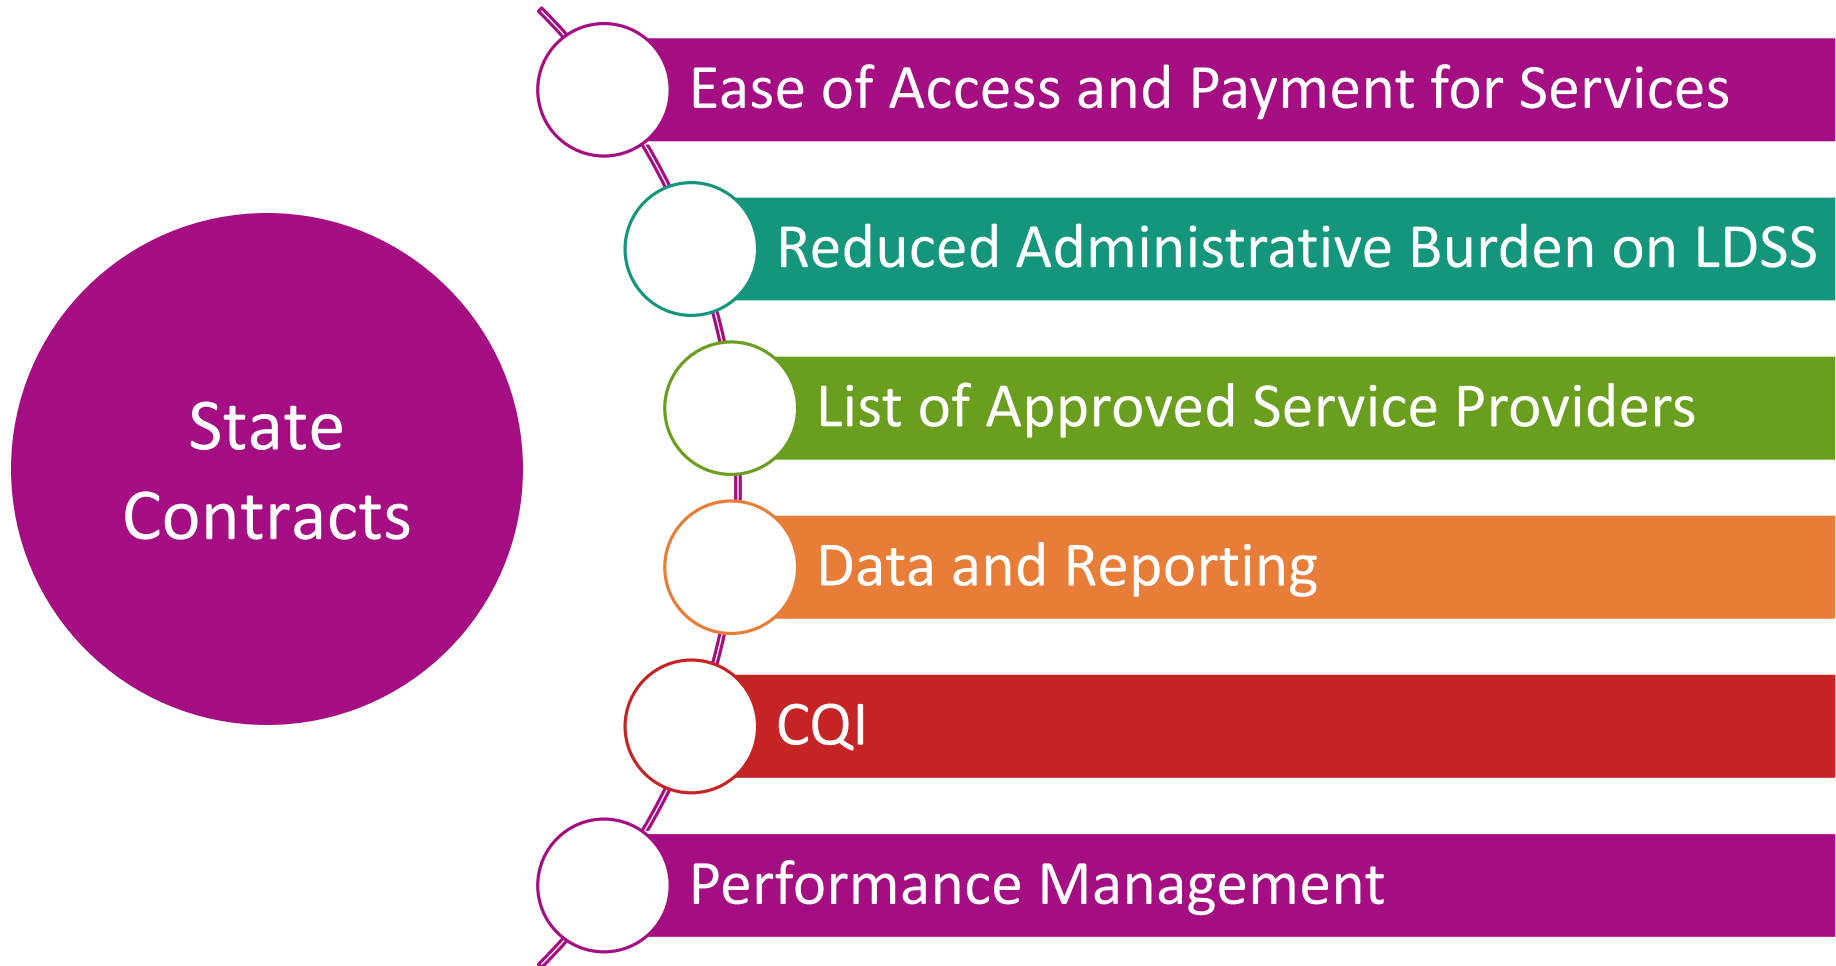 State
Contracts
Ease of Access and Payment for Services
Reduced Administrative Burden on LDSS
List of Approved Service Providers
Data and Reporting
CQI
Performance Management